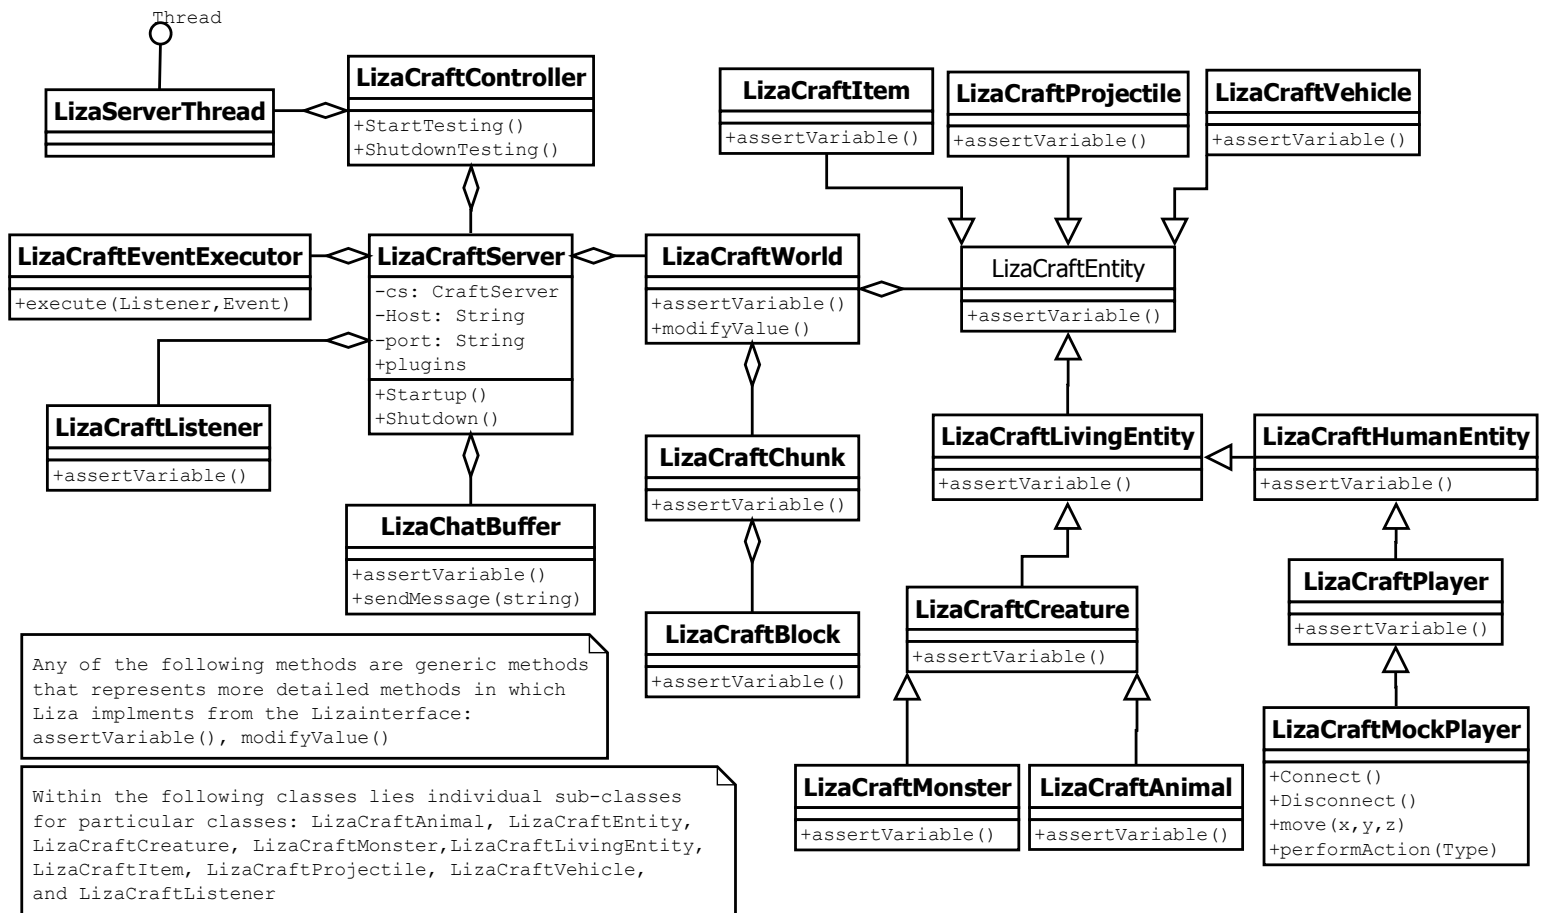 Thread
LizaServerThread
LizaCraftController
+StartTesting()
+ShutdownTesting()
LizaCraftItem
+assertVariable()
LizaCraftProjectile
+assertVariable()
LizaCraftVehicle
+assertVariable()
LizaCraftEventExecutor
+execute(Listener,Event)
LizaCraftServer
-cs: CraftServer
-Host: String
-port: String
+plugins
+Startup()
+Shutdown()
LizaCraftWorld
+assertVariable()
+modifyValue()
LizaCraftEntity
+assertVariable()
LizaCraftListener
+assertVariable()
LizaCraftChunk
+assertVariable()
LizaCraftLivingEntity
+assertVariable()
LizaCraftHumanEntity
+assertVariable()
LizaChatBuffer
+assertVariable()
+sendMessage(string)
LizaCraftBlock
+assertVariable()
LizaCraftCreature
+assertVariable()
LizaCraftPlayer
+assertVariable()
LizaCraftMonster
+assertVariable()
LizaCraftAnimal
+assertVariable()
LizaCraftMockPlayer
+Connect()
+Disconnect()
+move(x,y,z)
+performAction(Type)
Any of the following methods are generic methods
that represents more detailed methods in which
Liza implments from the Lizainterface:
assertVariable(), modifyValue()
Within the following classes lies individual sub-classes
for particular classes: LizaCraftAnimal, LizaCraftEntity,
LizaCraftCreature, LizaCraftMonster,LizaCraftLivingEntity,
LizaCraftItem, LizaCraftProjectile, LizaCraftVehicle,
and LizaCraftListener